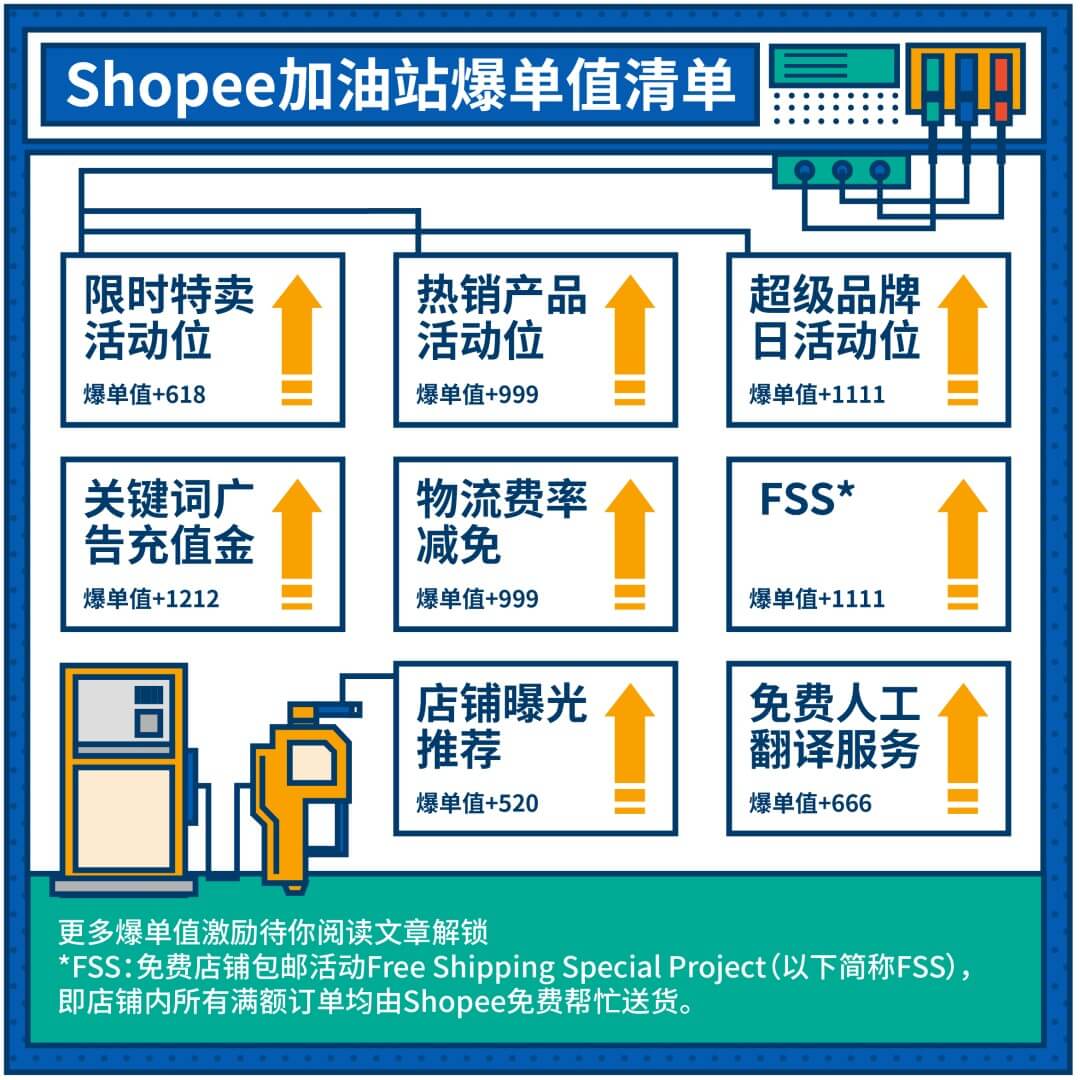 Shopee加油站爆单值清单
限时特卖
活动位
爆单值+618
热销产品
活动位
爆单值+999
超级品牌
日活动位
爆单值+1111
关键词广
告充值金
爆单值+1212
物流费率
减免
爆单值+999
FSS*
爆单值+1111
店铺曝光
推荐
爆单值+520
免费人工
翻译服务
爆单值+666
更多爆单值激励待你阅读文章解锁
*FSS：免费店铺包邮活动Free Shipping Special Project（以下简称FSS），
即店铺内所有满额订单均由Shopee免费帮忙送货。